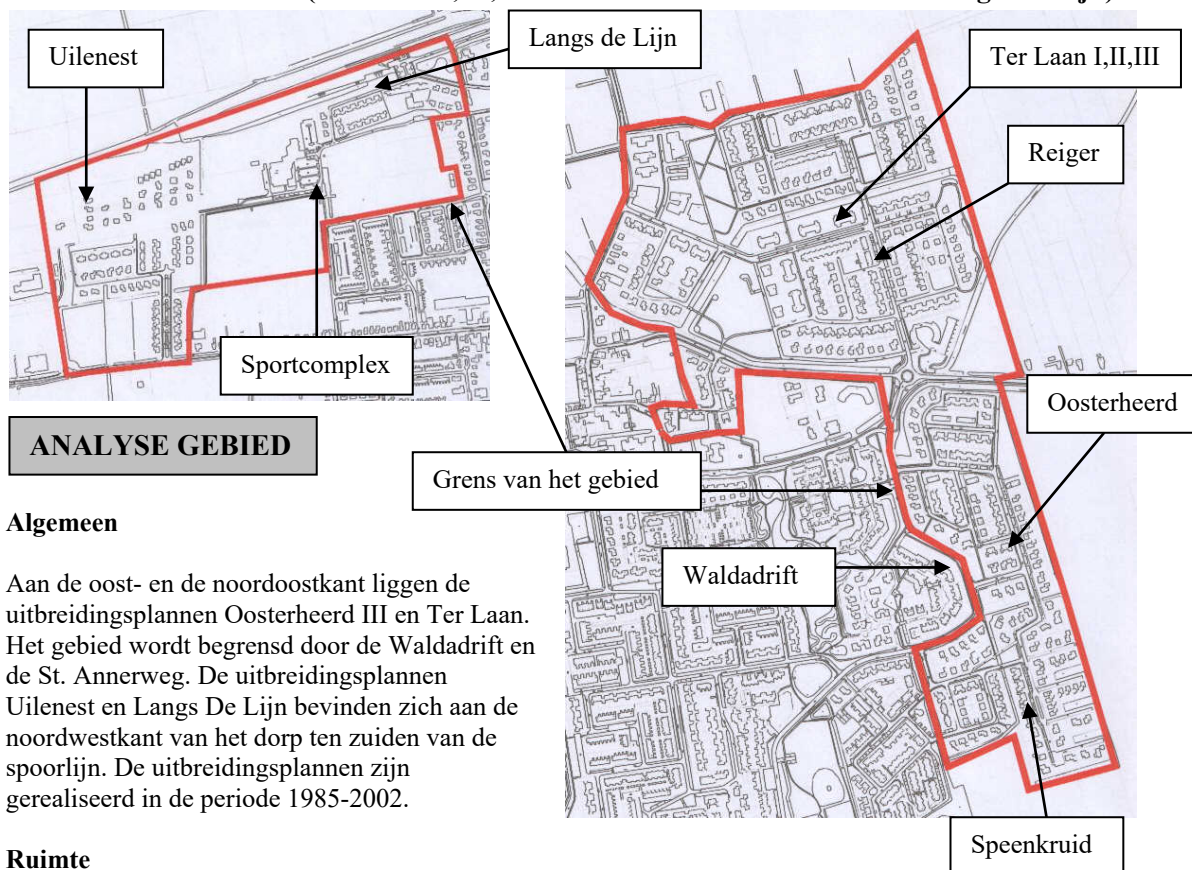 Uilenest
Langs de Lijn
Ter Laan I,II,III
Reiger
Sportcomplex
Oosterheerd
ANALYSE GEBIED
Grens van het gebied
Waldadrift
Speenkruid
Algemeen
Aan de oost- en de noordoostkant liggen de
uitbreidingsplannen Oosterheerd III en Ter Laan.
Het gebied wordt begrensd door de Waldadrift en
de St. Annerweg. De uitbreidingsplannen
Uilenest en Langs De Lijn bevinden zich aan de
noordwestkant van het dorp ten zuiden van de
spoorlijn. De uitbreidingsplannen zijn
gerealiseerd in de periode 1985-2002.
Ruimte